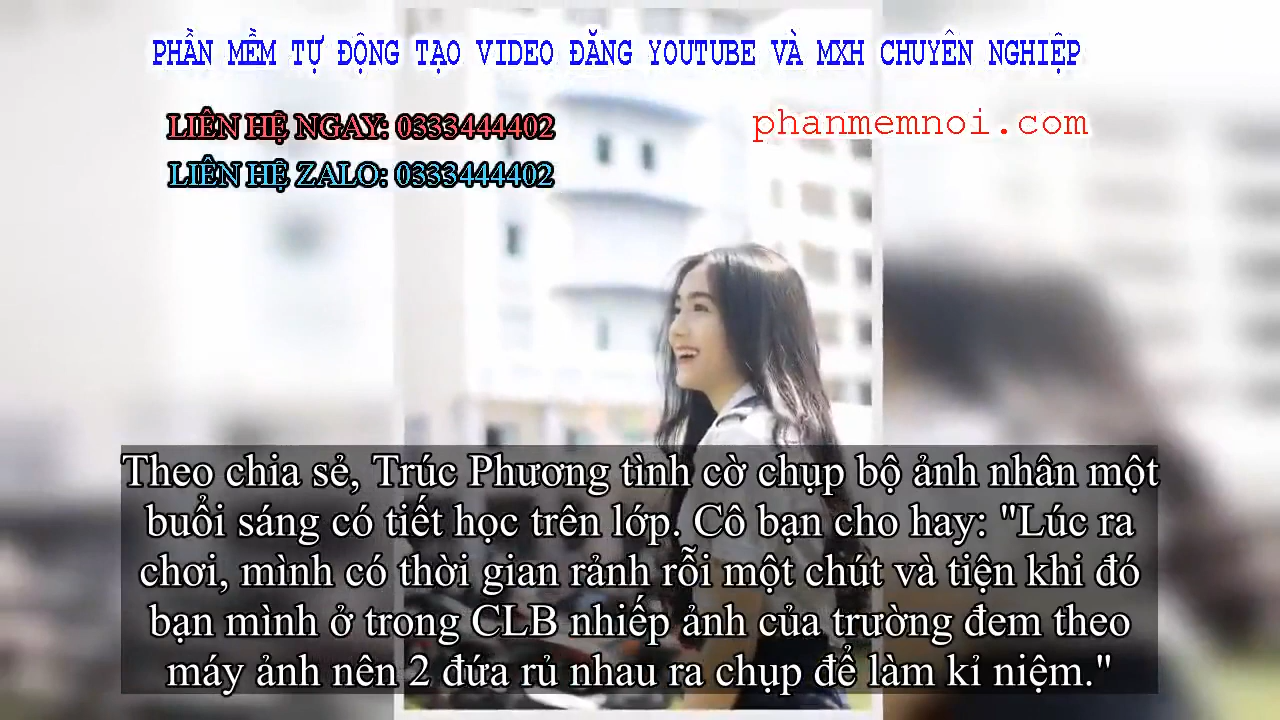 PHẦN MỀM TỰ ĐỘNG TẠO VIDEO ĐĂNG YOUTUBE VÀ MXH CHUYÊN NGHIỆP
LIÊN HỆ NGAY: 0333444402
phanmemnoi.com
LIÊN HỆ ZALO: 0333444402
Theo chia sẻ, Trúc Phương tình cờ chụp bộ ảnh nhân một
buổi sáng có tiết học trên lớp. Cô bạn cho hay: "Lúc ra
chơi, mình có thời gian rảnh rỗi một chút và tiện khi đó
bạn mình ở trong CLB nhiếp ảnh của trường đem theo
máy ảnh nên 2 đứa rủ nhau ra chụp để làm kỉ niệm."